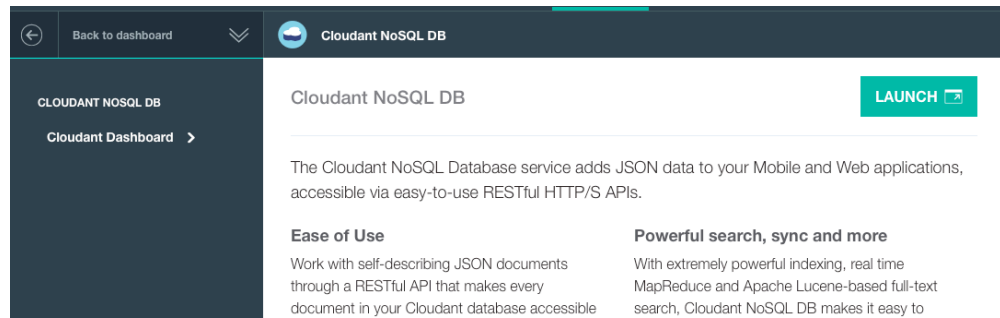 Back to dashboard
Cloudant NoSQL DB
CLOUDANT NOSQL DB
Cloudant Dashboard
Cloudant NoSQL DB
LAUNCH
The Cloudant NoSQL Database service adds JSON data to your Mobile and Web applications,
accessible via easy-to-use RESTful HTTP/S APIs.
Ease of Use
Work with self-describing JSON documents
through a RESTful API that makes every
document in your Cloudant database accessible
Powerful search, sync and more
With extremely powerful indexing, real time
MapReduce and Apache Lucene-based full-text
search, Cloudant NoSQL DB makes it easy to